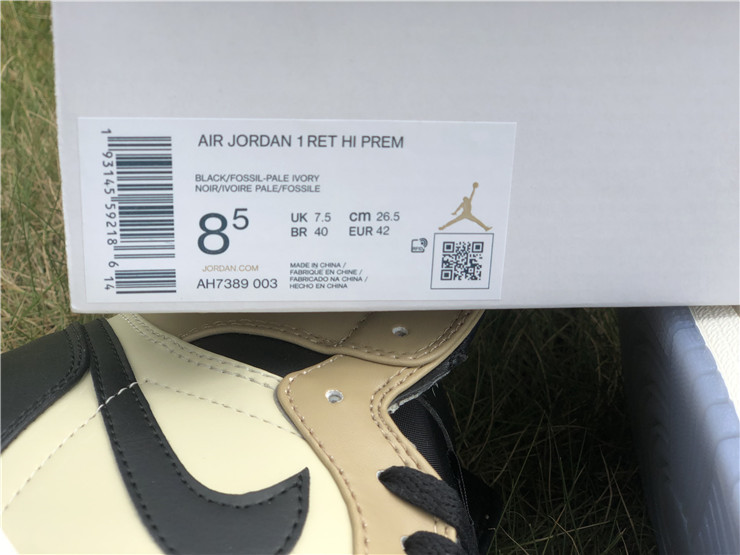 AIR JORDAN 1 RET HI PREM
BLACK/FOSSIL-PALE IVORY
NOIR/IVOIRE PALE/FOSSILE
8 5
UK 7.5 cm 26.5
BR 40 EUR 42
JORDAN.COM
AH7389 003
MADE IN CHINA /
FABRIQUE EN CHINE /
FABRICADO NA CHINA /
HECHO EN CHINA
1 93145 59218 6 14